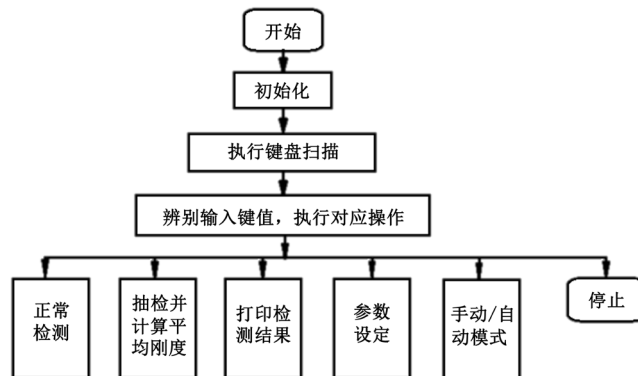 开始
初始化
执行键盘扫描
辨别输入键值，执行对应操作
正常
检测
抽检并
计算平
均刚度
打印检
测结果
参数
设定
手动/自
动模式
停止